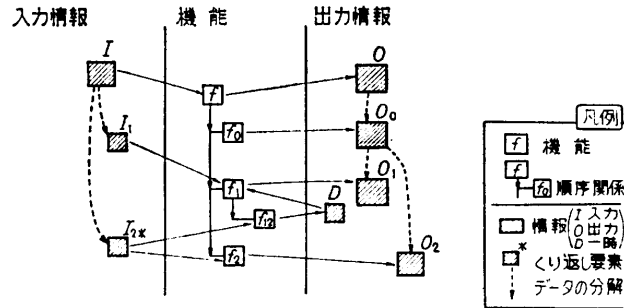 入力情報 機能 出力情報
I
O
f
f0
O0
I1
f1
O1
D
f12
I2*
f2
O2
凡例
f 機能
f
f0 順序関係
情報(I 入力
O 出力
D 一時)
* くり返し要素
データの分解